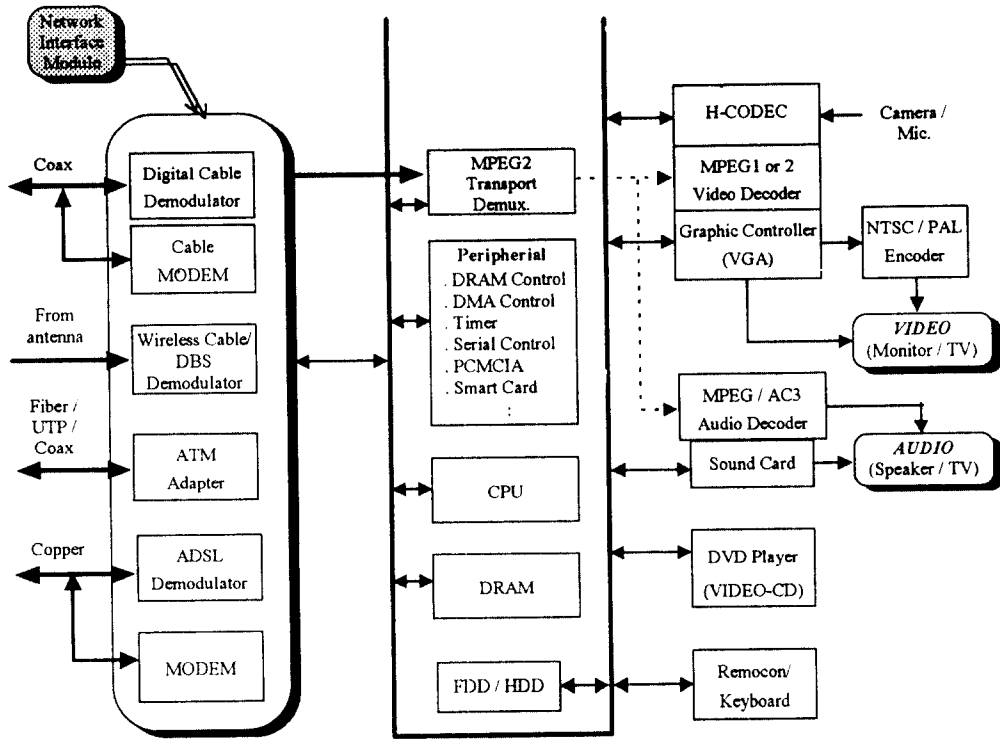 Network
Interface
Module
Coax
Digital Cable
Demodulator
Cable
MODEM
From
antenna
Wireless Cable/
DBS
Demodulator
Fiber /
UTP /
Coax
ATM
Adapter
Copper
ADSL
Demodulator
MODEM
MPEG2
Transport
Demux.
Peripherial
. DRAM Control
. DMA Control
. Timer
. Serial Control
. PCMCIA
. Smart Card
:
CPU
DRAM
FDD / HDD
H-CODEC
Camera /
Mic.
MPEG1 or 2
Video Decoder
Graphic Controller
(VGA)
NTSC / PAL
Encoder
VIDEO
(Monitor / TV)
MPEG / AC3
Audio Decoder
Sound Card
AUDIO
(Speaker / TV)
DVD Player
(VIDEO-CD)
Remocon/
Keyboard